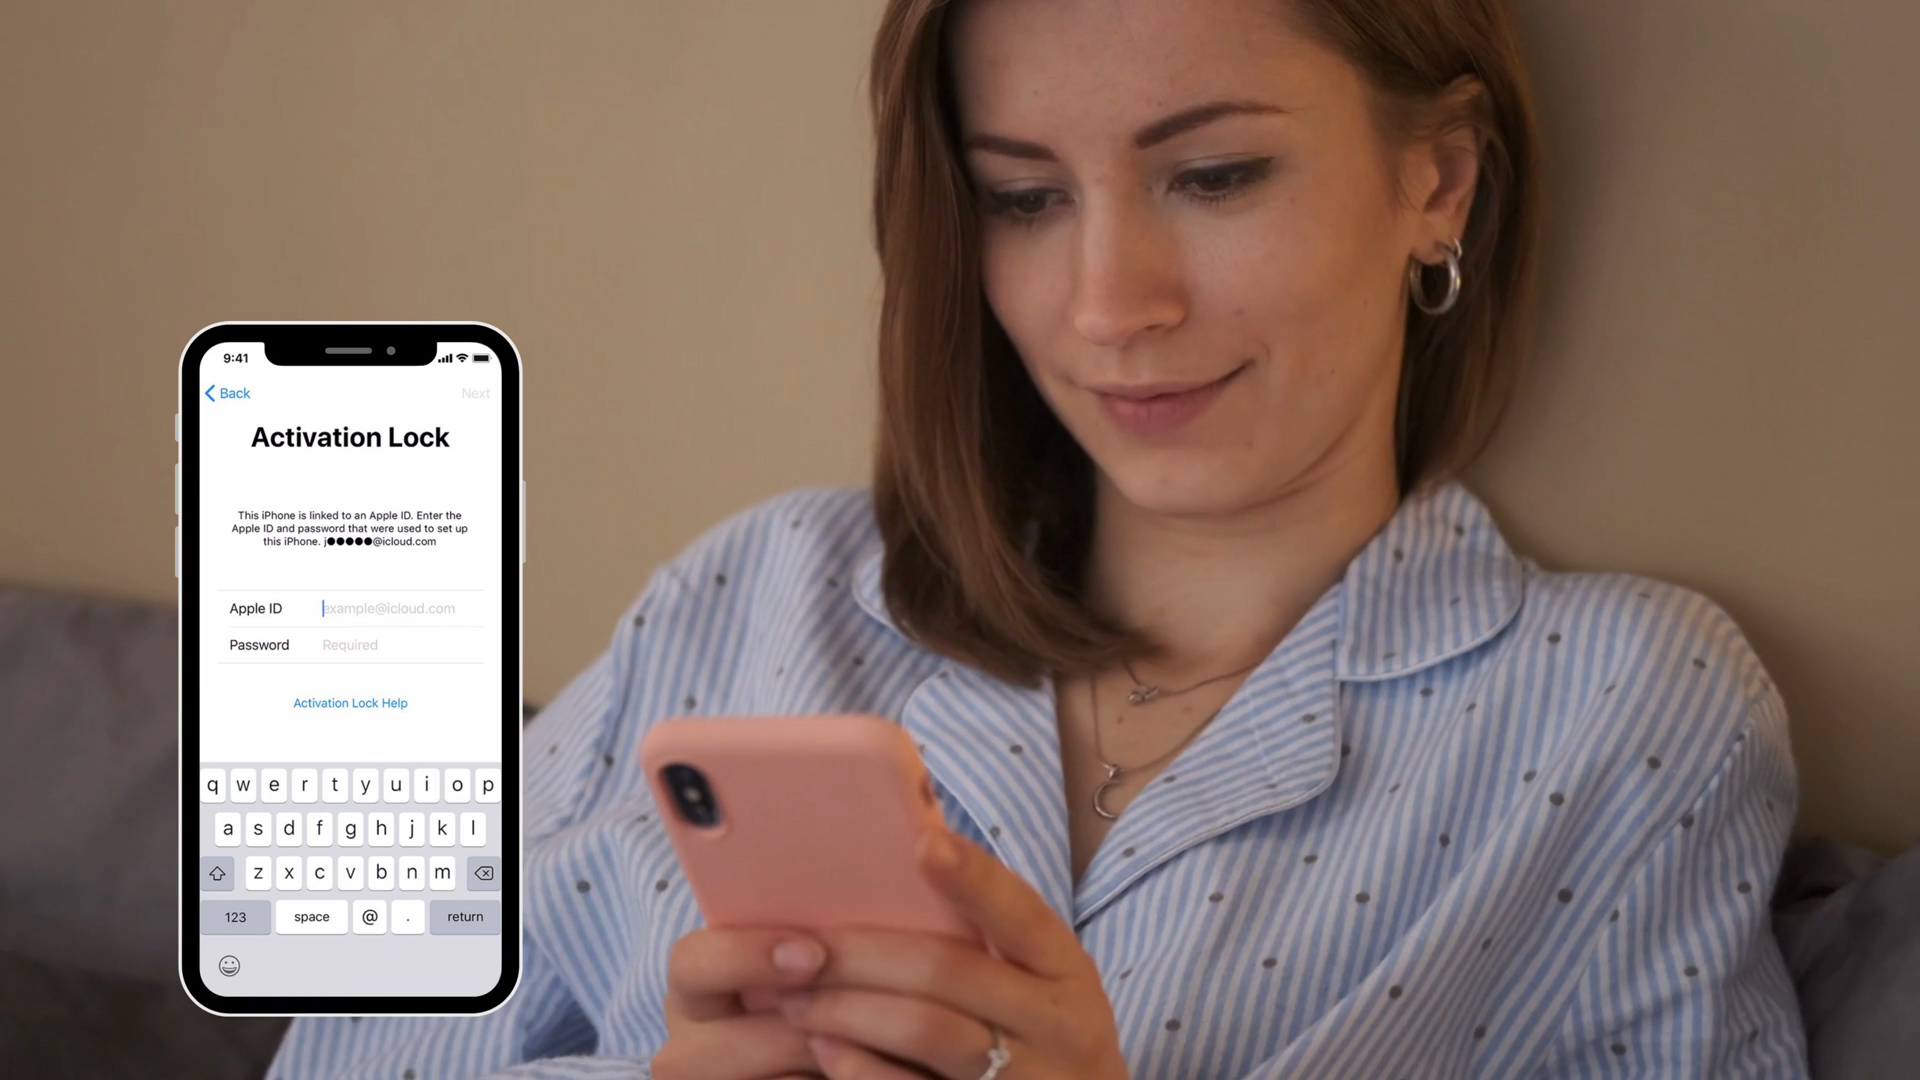 9:41
Back Next
Activation Lock
This iPhone is linked to an Apple ID. Enter the
Apple ID and password that were used to set up
this iPhone. j●●●●●@icloud.com
Apple ID example@icloud.com
Password Required
Activation Lock Help
q w e r t y u i o p
a s d f g h j k l
z x c v b n m
123 space @ . return